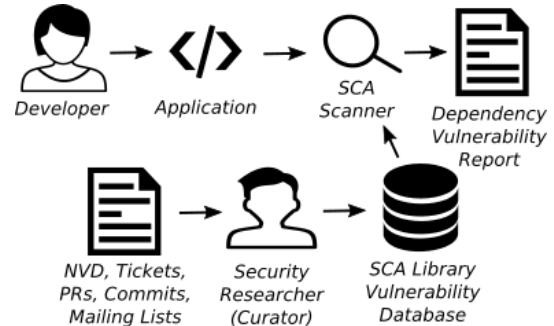 Developer
Application
SCA
Scanner
Dependency
Vulnerability
Report
NVD, Tickets,
PRs, Commits,
Mailing Lists
Security
Researcher
(Curator)
SCA Library
Vulnerability
Database